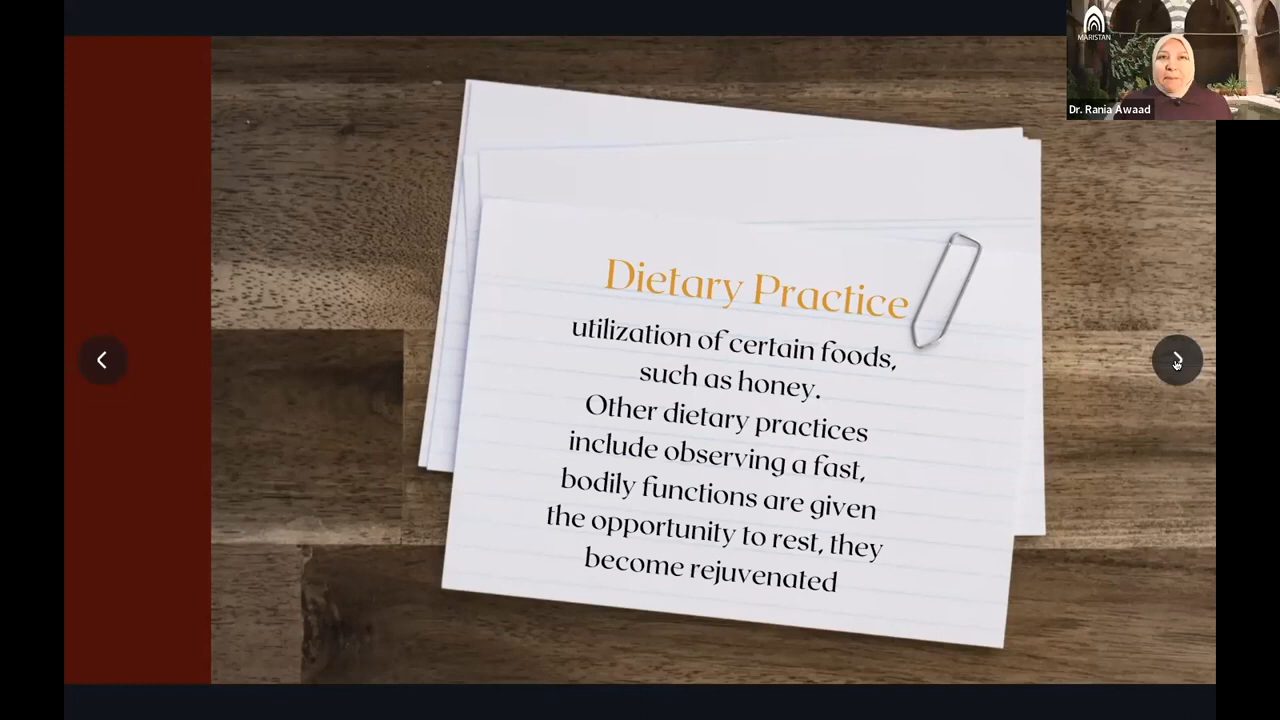 MARISTAN
Dr. Rania Awaad
Dietary Practice
utilization of certain foods,
such as honey.
Other dietary practices
include observing a fast,
bodily functions are given
the opportunity to rest, they
become rejuvenated